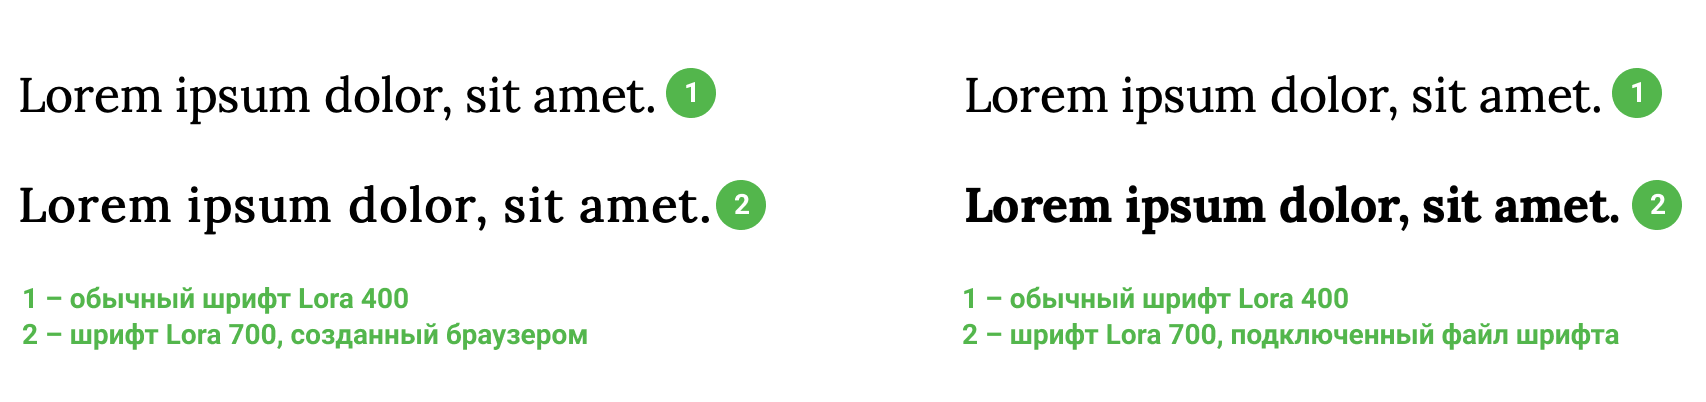 Lorem ipsum dolor, sit amet. 1
Lorem ipsum dolor, sit amet. 2
1 – обычный шрифт Lora 400
2 – шрифт Lora 700, созданный браузером
Lorem ipsum dolor, sit amet. 1
Lorem ipsum dolor, sit amet. 2
1 – обычный шрифт Lora 400
2 – шрифт Lora 700, подключенный файл шрифта